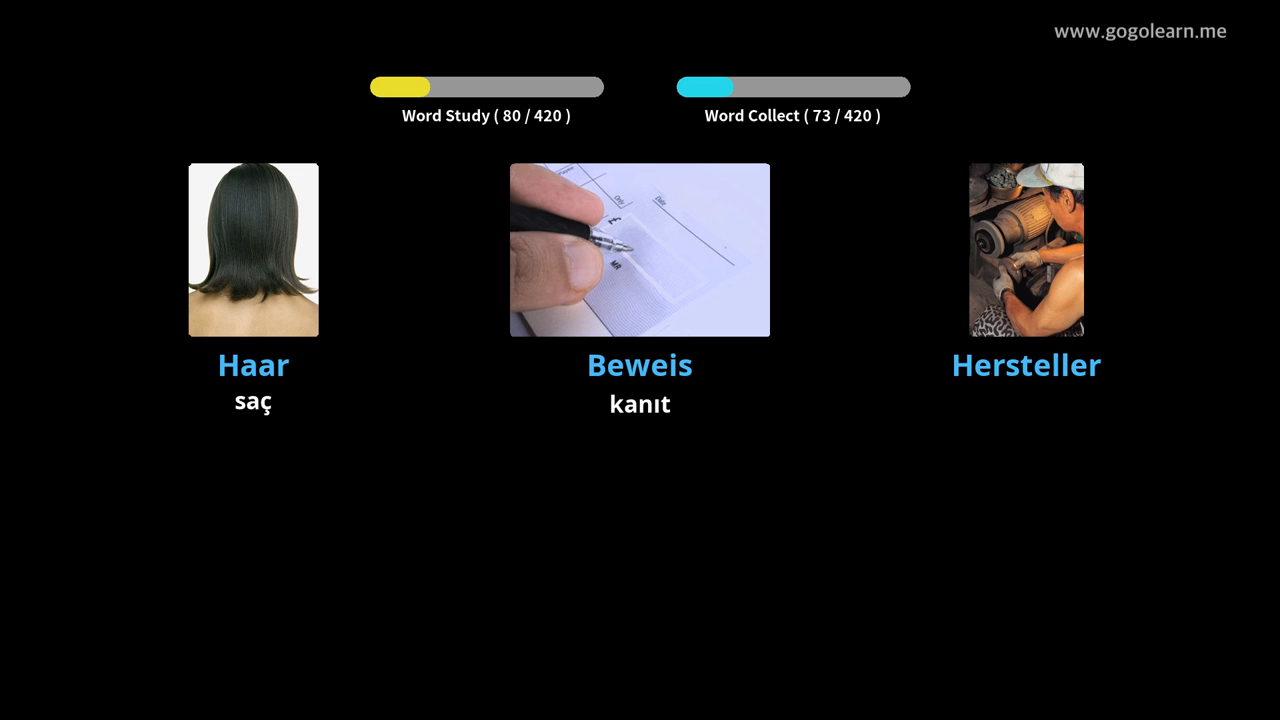 www.gogolearn.me
Word Study ( 80 / 420 )
Word Collect ( 73 / 420 )
Haar
saç
Beweis
kanıt
Hersteller